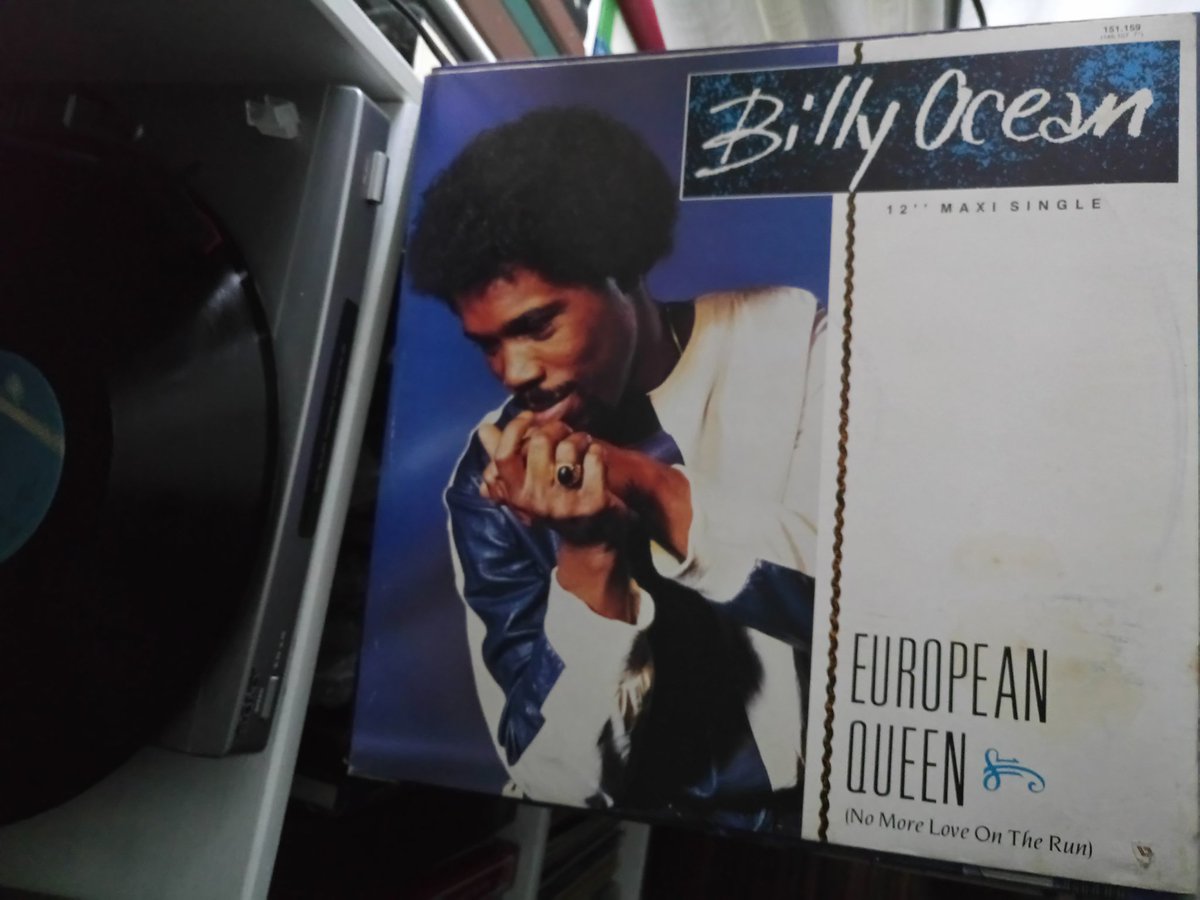 151.159
Billy Ocean
12'' MAXI SINGLE
EUROPEAN
QUEEN
(No More Love On The Run)